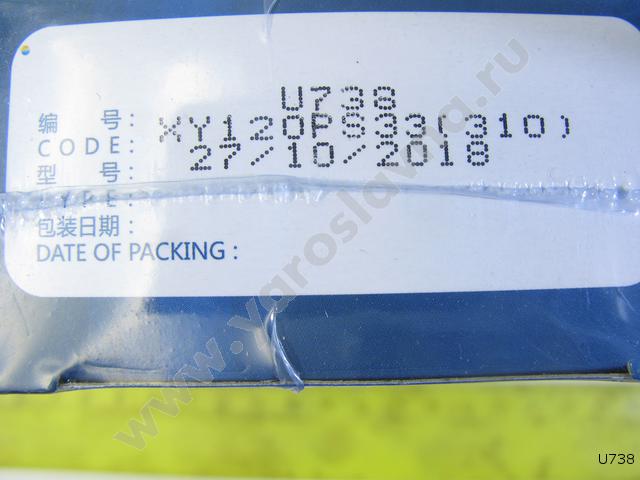 U738
编 号：
XY120PS33(310)
CODE：
27/10/2018
型 号：
TYPE：
包装日期：
DATE OF PACKING：
www.yaroslavna.ru
U738